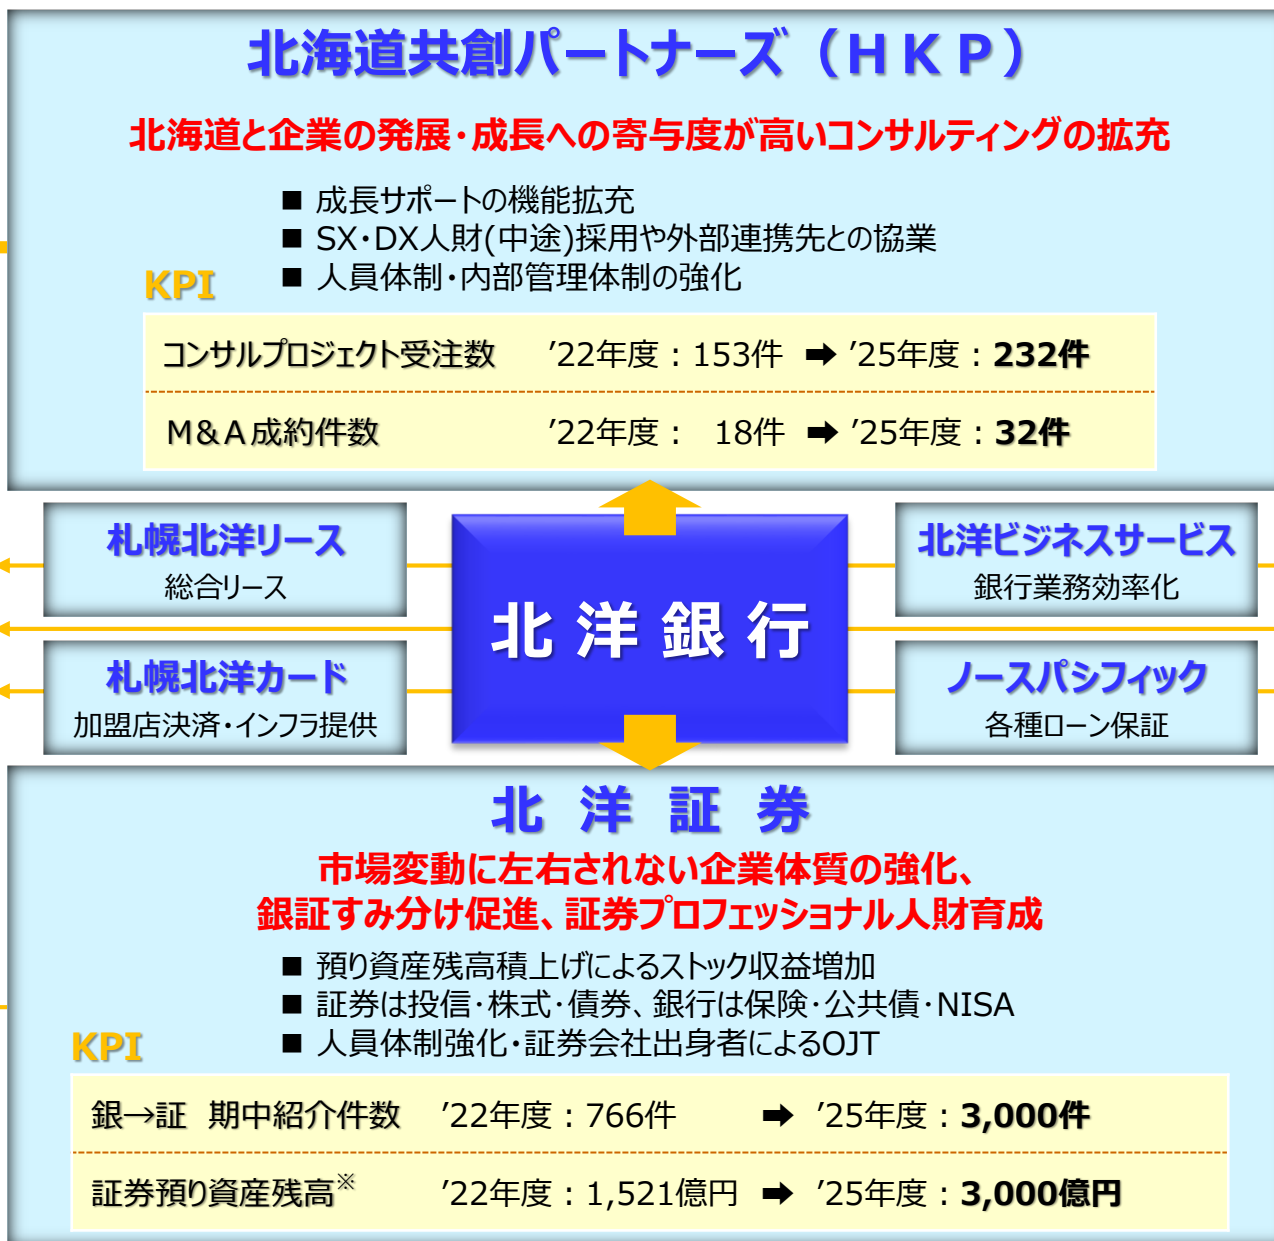 北海道共創パートナーズ（ＨＫＰ）
北海道と企業の発展・成長への寄与度が高いコンサルティングの拡充
■ 成長サポートの機能拡充
■ SX・DX人財(中途)採用や外部連携先との協業
■ 人員体制・内部管理体制の強化
KPI
コンサルプロジェクト受注数 ’22年度：153件 ➡ ’25年度：232件
Ｍ&Ａ成約件数 ’22年度： 18件 ➡ ’25年度：32件
札幌北洋リース
総合リース
北洋ビジネスサービス
銀行業務効率化
北洋銀行
札幌北洋カード
加盟店決済・インフラ提供
ノースパシフィック
各種ローン保証
北洋証券
市場変動に左右されない企業体質の強化、
銀証すみ分け促進、証券プロフェッショナル人財育成
■ 預り資産残高積上げによるストック収益増加
■ 証券は投信・株式・債券、銀行は保険・公共債・NISA
■ 人員体制強化・証券会社出身者によるOJT
KPI
銀→証 期中紹介件数 ’22年度：766件 ➡ ’25年度：3,000件
証券預り資産残高※ ’22年度：1,521億円 ➡ ’25年度：3,000億円